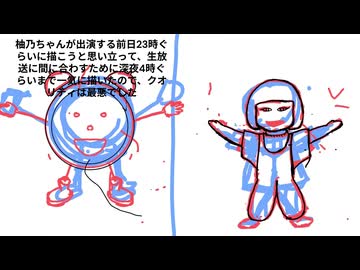 柚乃ちゃんが出演する前日23時ぐ
らいに描こうと思い立って、生放
送に間に合わすために深夜4時ぐ
らいまで一気に描いたので、クオ
リティは最悪でした